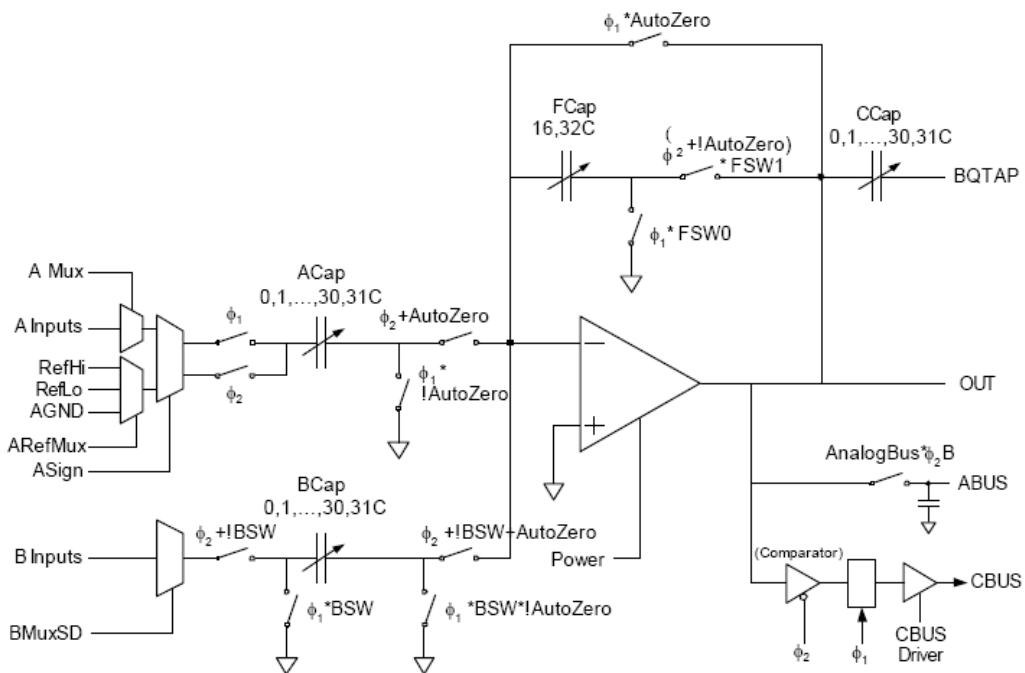 ϕ1*AutoZero
FCap
16,32C
(
ϕ2+!AutoZero)
*FSW1
CCap
0,1,...,30,31C
BQTAP
ϕ1* FSW0
A Mux
A Inputs
RefHi
RefLo
AGND
ARefMux
ASign
ϕ1
ϕ2
ACap
0,1,...,30,31C
ϕ2+AutoZero
ϕ1*
!AutoZero
−
+
OUT
AnalogBus*ϕ2B
ABUS
BCap
0,1,...,30,31C
B Inputs
ϕ2+!BSW
ϕ2+!BSW+AutoZero
Power
ϕ1*BSW
ϕ1 *BSW*!AutoZero
BMuxSD
(Comparator)
CBUS
ϕ2
ϕ1
CBUS
Driver